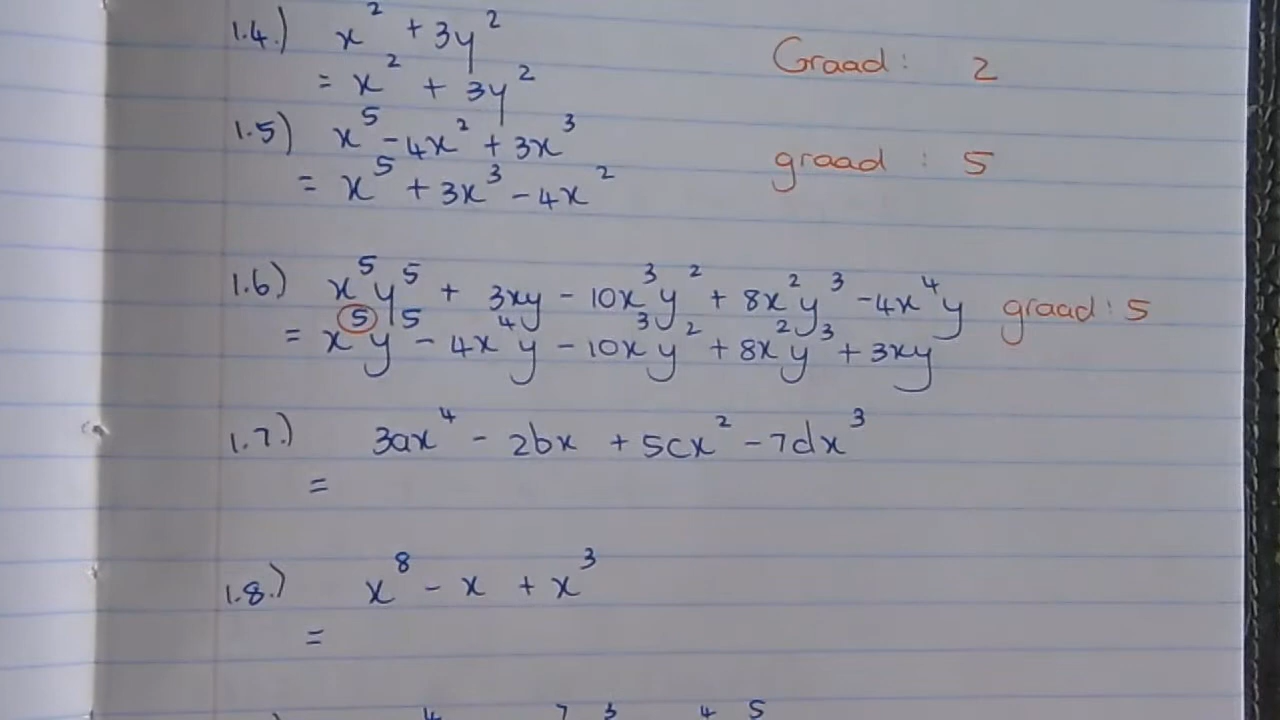 1.4.) x² + 3y² Graad : 2
= x² + 3y²
1.5) x⁵ - 4x² + 3x³ graad : 5
= x⁵ + 3x³ - 4x²
1.6) x⁵y⁵ + 3xy - 10x³y² + 8x²y³ - 4x⁴y graad : 5
= x⁵y⁵ - 4x⁴y - 10x³y² + 8x²y³ + 3xy
1.7.) 3ax⁴ - 2bx + 5cx² - 7dx³
=
1.8.) x⁸ - x + x³
=